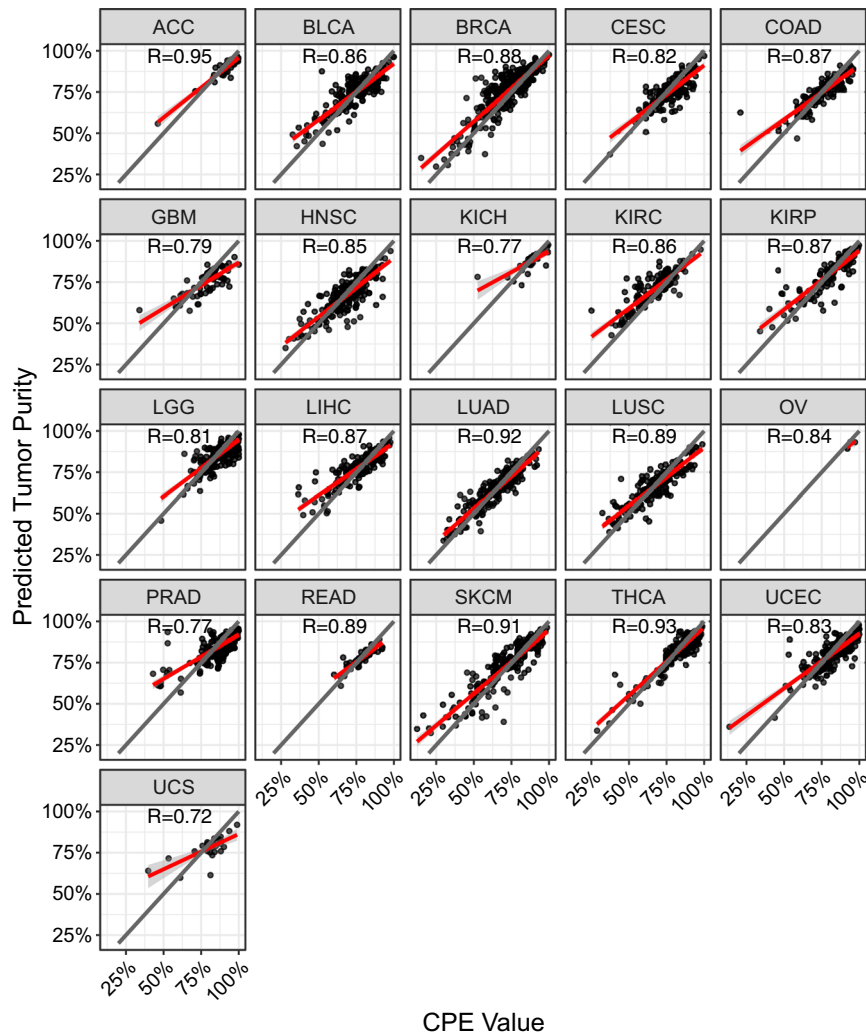 ACC BLCA BRCA CESC COAD
100% R=0.95 R=0.86 R=0.88 R=0.82 R=0.87
75%
50%
25%
GBM HNSC KICH KIRC KIRP
100% R=0.79 R=0.85 R=0.77 R=0.86 R=0.87
75%
50%
25%
LGG LIHC LUAD LUSC OV
100% R=0.81 R=0.87 R=0.92 R=0.89 R=0.84
75%
50%
25%
PRAD READ SKCM THCA UCEC
100% R=0.77 R=0.89 R=0.91 R=0.93 R=0.83
75%
50%
25%
25% 50% 75% 100% 25% 50% 75% 100% 25% 50% 75% 100% 25% 50% 75% 100%
UCS
100% R=0.72
75%
50%
25%
25% 50% 75% 100%
Predicted Tumor Purity
CPE Value